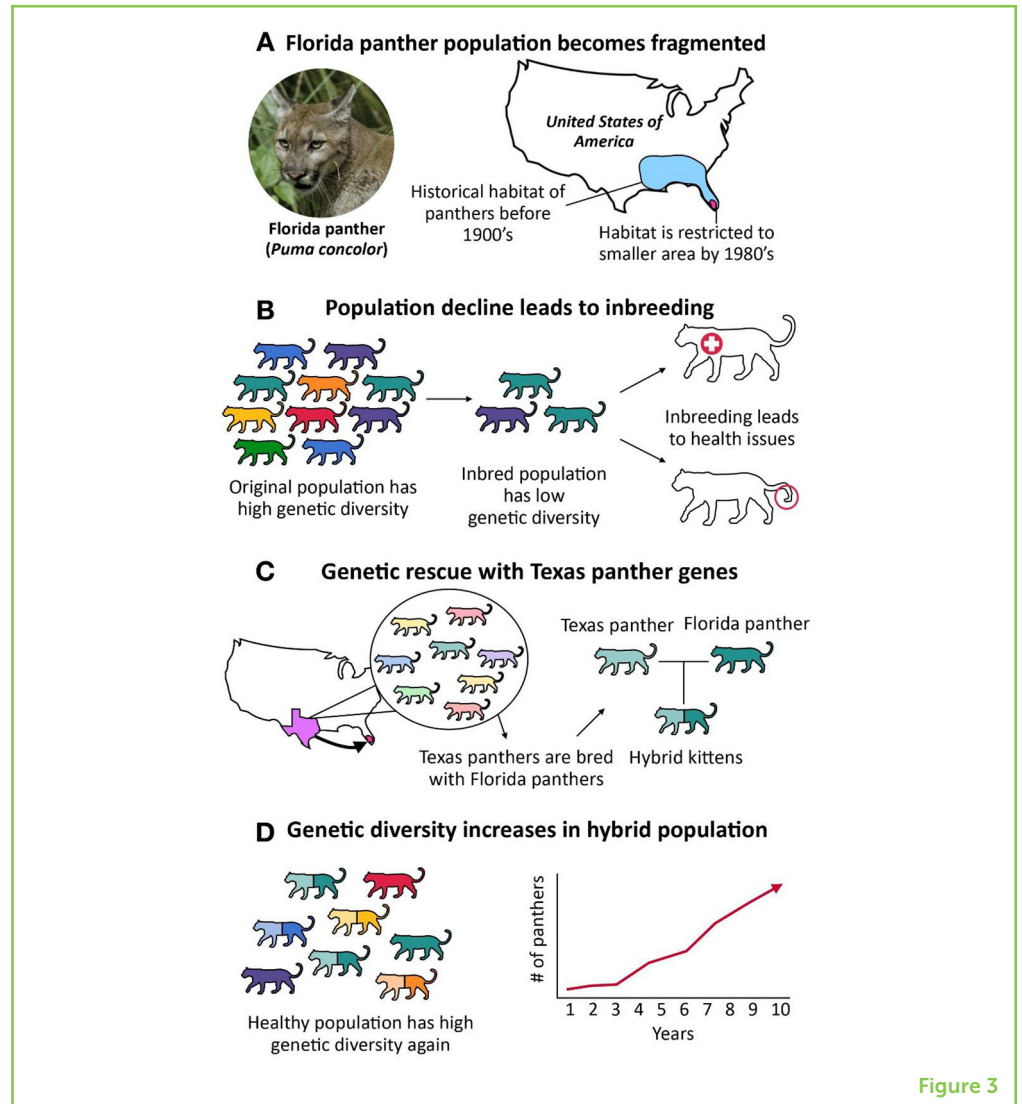 A Florida panther population becomes fragmented
United States of
America
Historical habitat of
panthers before
1900's
Florida panther
(Puma concolor)
Habitat is restricted to
smaller area by 1980's
B Population decline leads to inbreeding
Inbreeding leads
to health issues
Original population has
high genetic diversity
Inbred population
has low
genetic diversity
C Genetic rescue with Texas panther genes
Texas panther Florida panther
Texas panthers are bred
with Florida panthers
Hybrid kittens
D Genetic diversity increases in hybrid population
Healthy population has high
genetic diversity again
# of panthers
1 2 3 4 5 6 7 8 9 10
Years
Figure 3